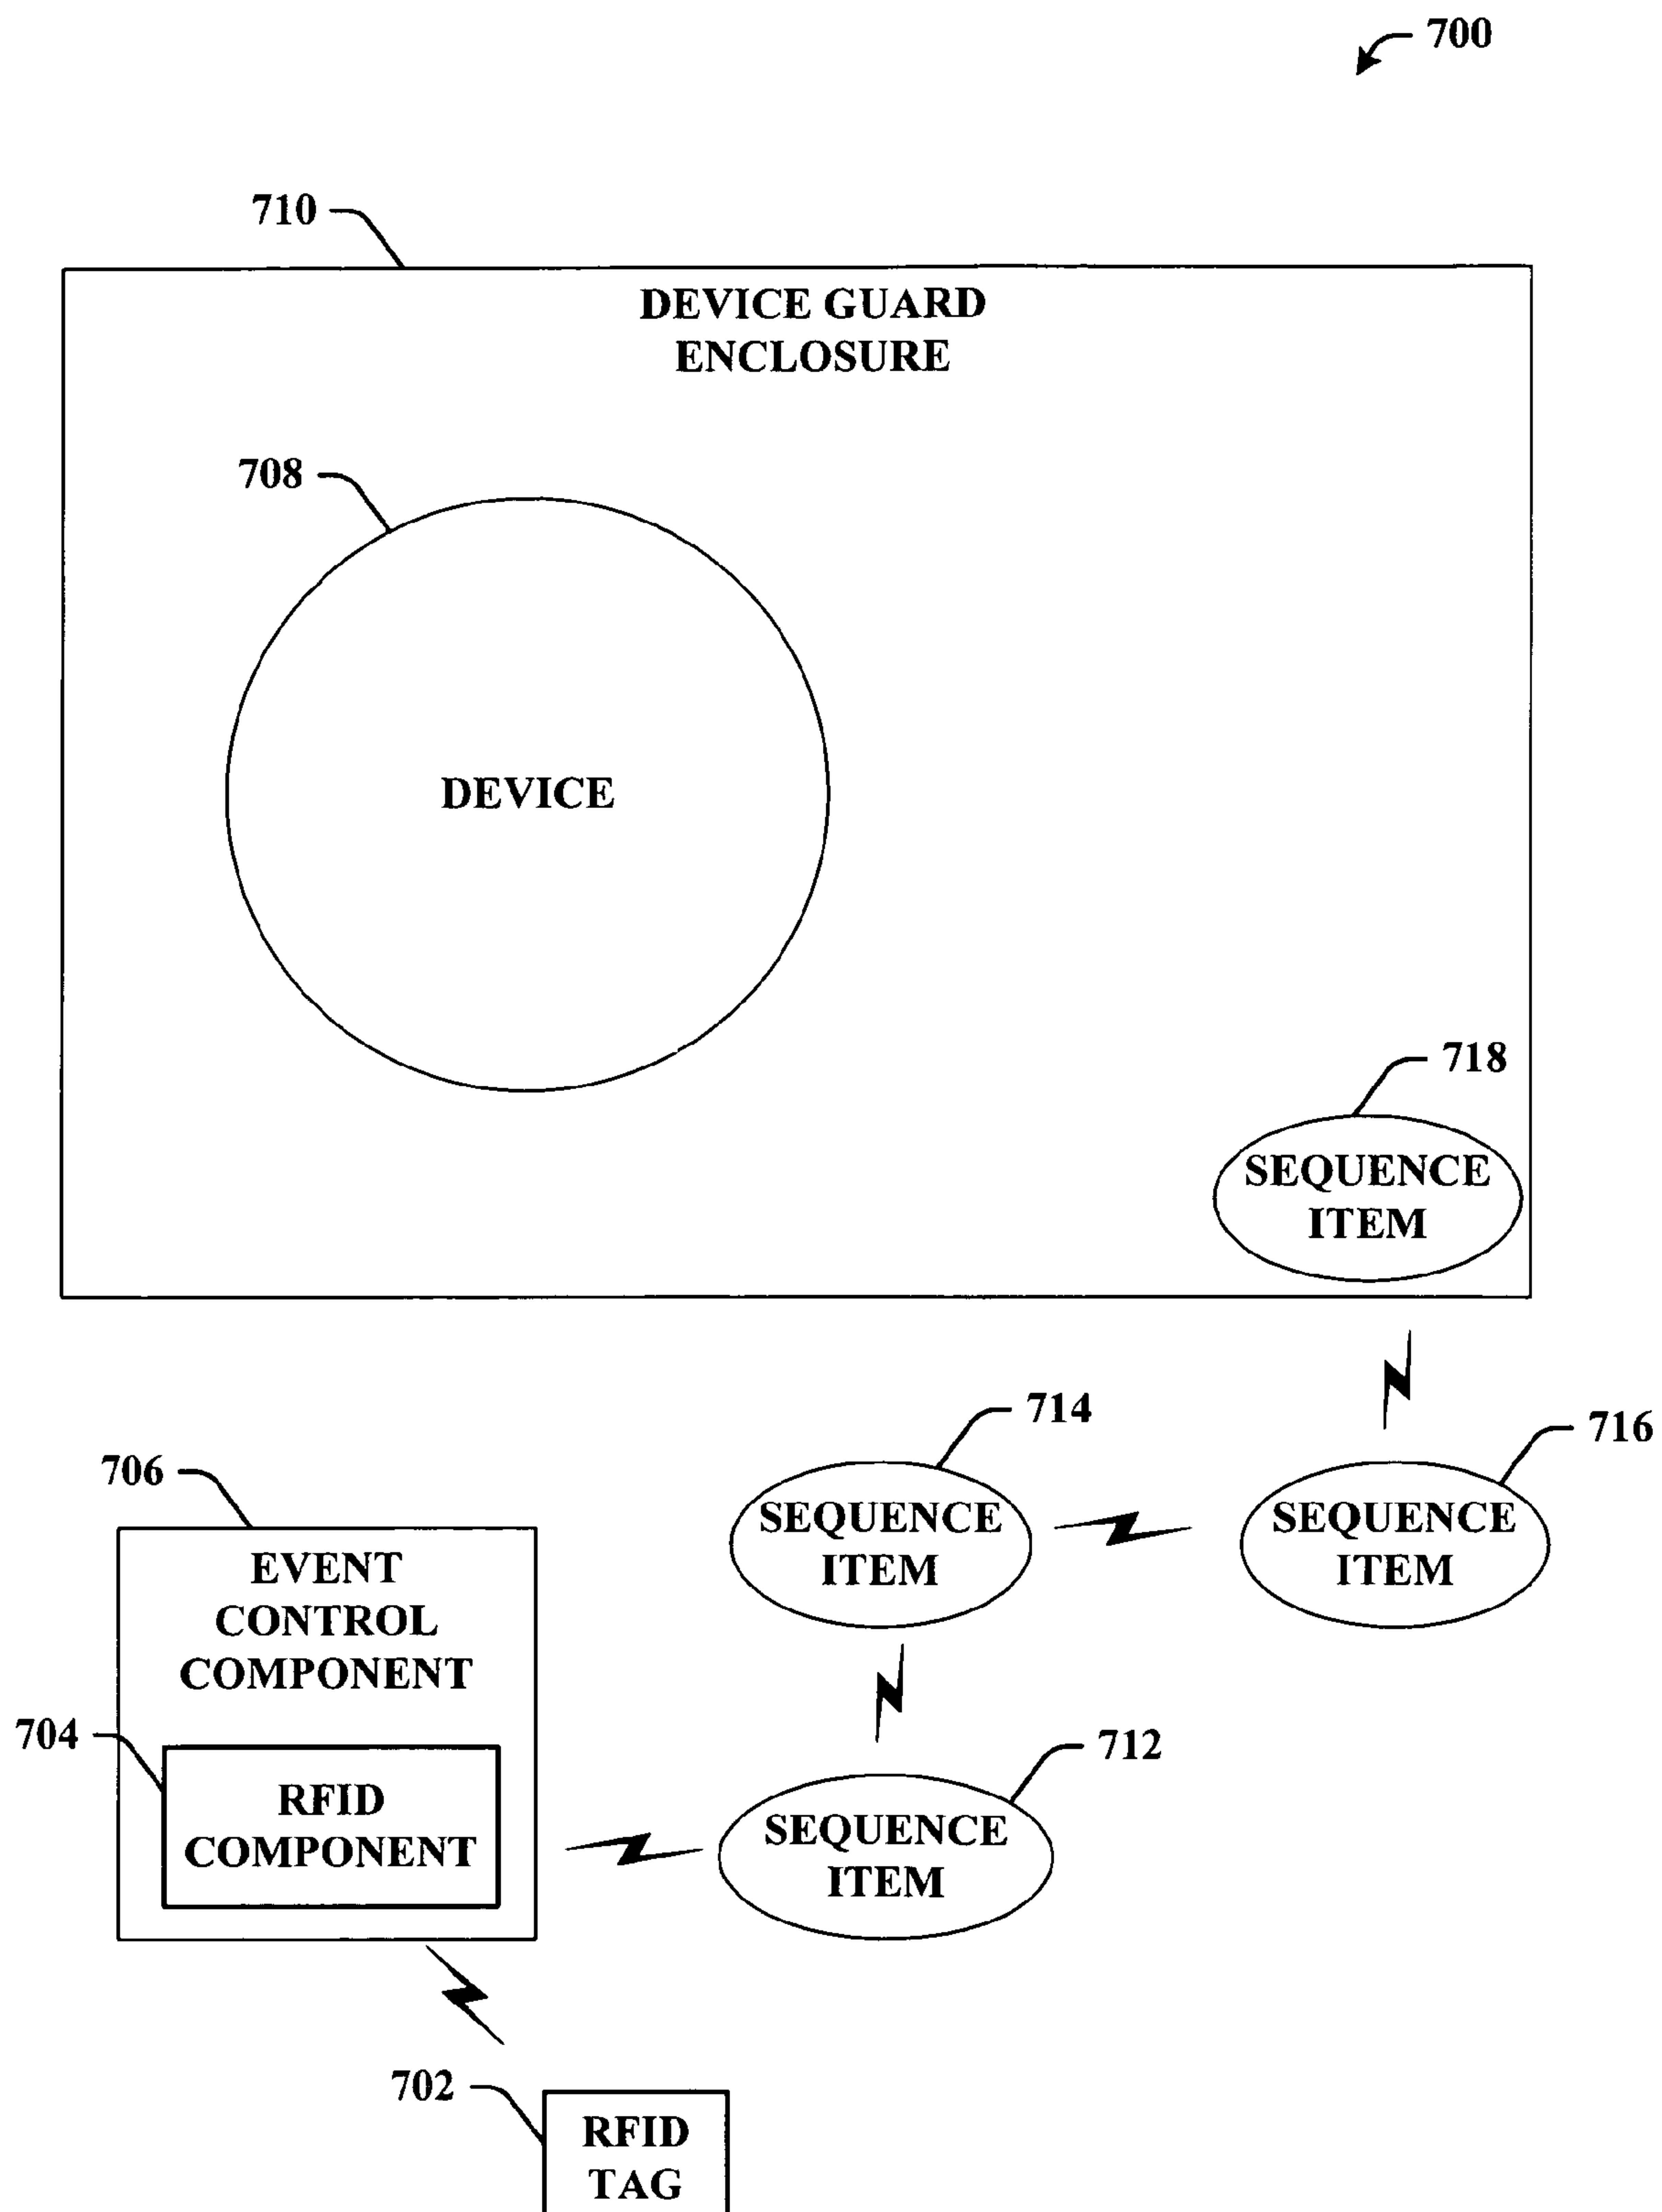 700
710
DEVICE GUARD
ENCLOSURE
708
DEVICE
718
SEQUENCE
ITEM
714
716
706
SEQUENCE
ITEM
SEQUENCE
ITEM
EVENT
CONTROL
COMPONENT
704
712
RFID
COMPONENT
SEQUENCE
ITEM
702
RFID
TAG